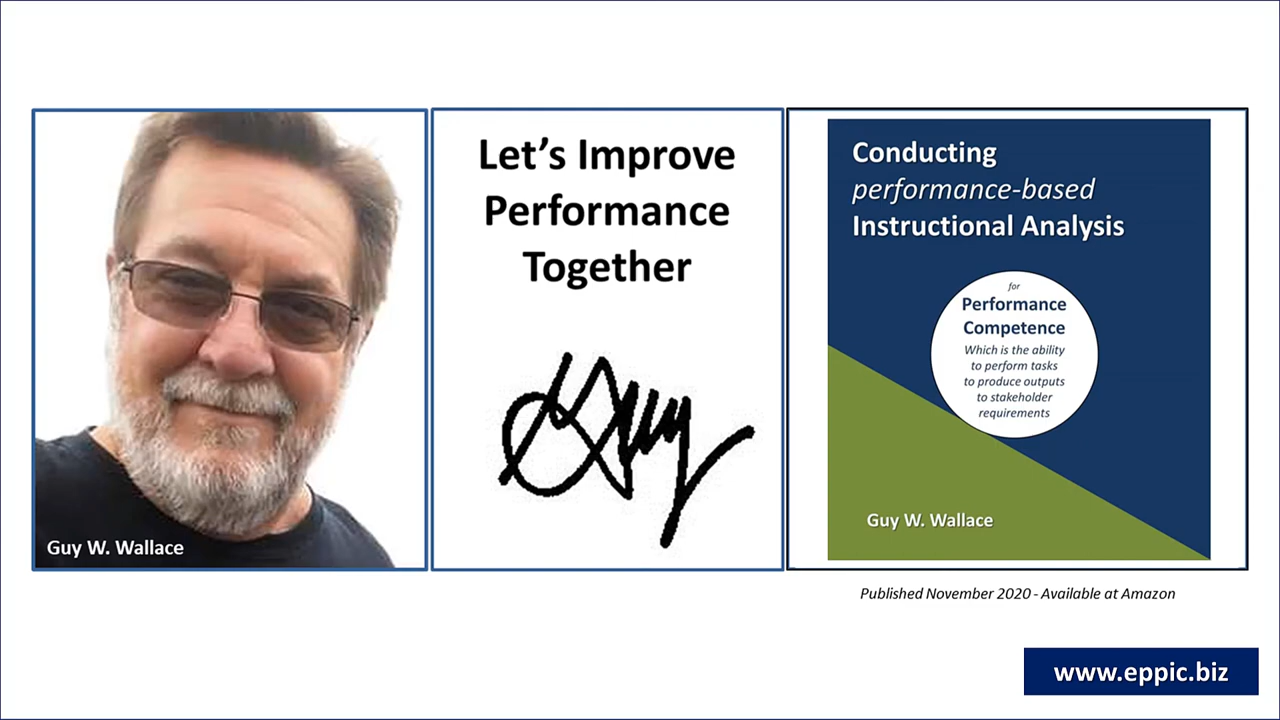 Guy W. Wallace
Let's Improve
Performance
Together
Guy
Conducting
performance-based
Instructional Analysis
for
Performance
Competence
Which is the ability
to perform tasks
to produce outputs
to stakeholder
requirements
Guy W. Wallace
Published November 2020 - Available at Amazon
www.eppic.biz